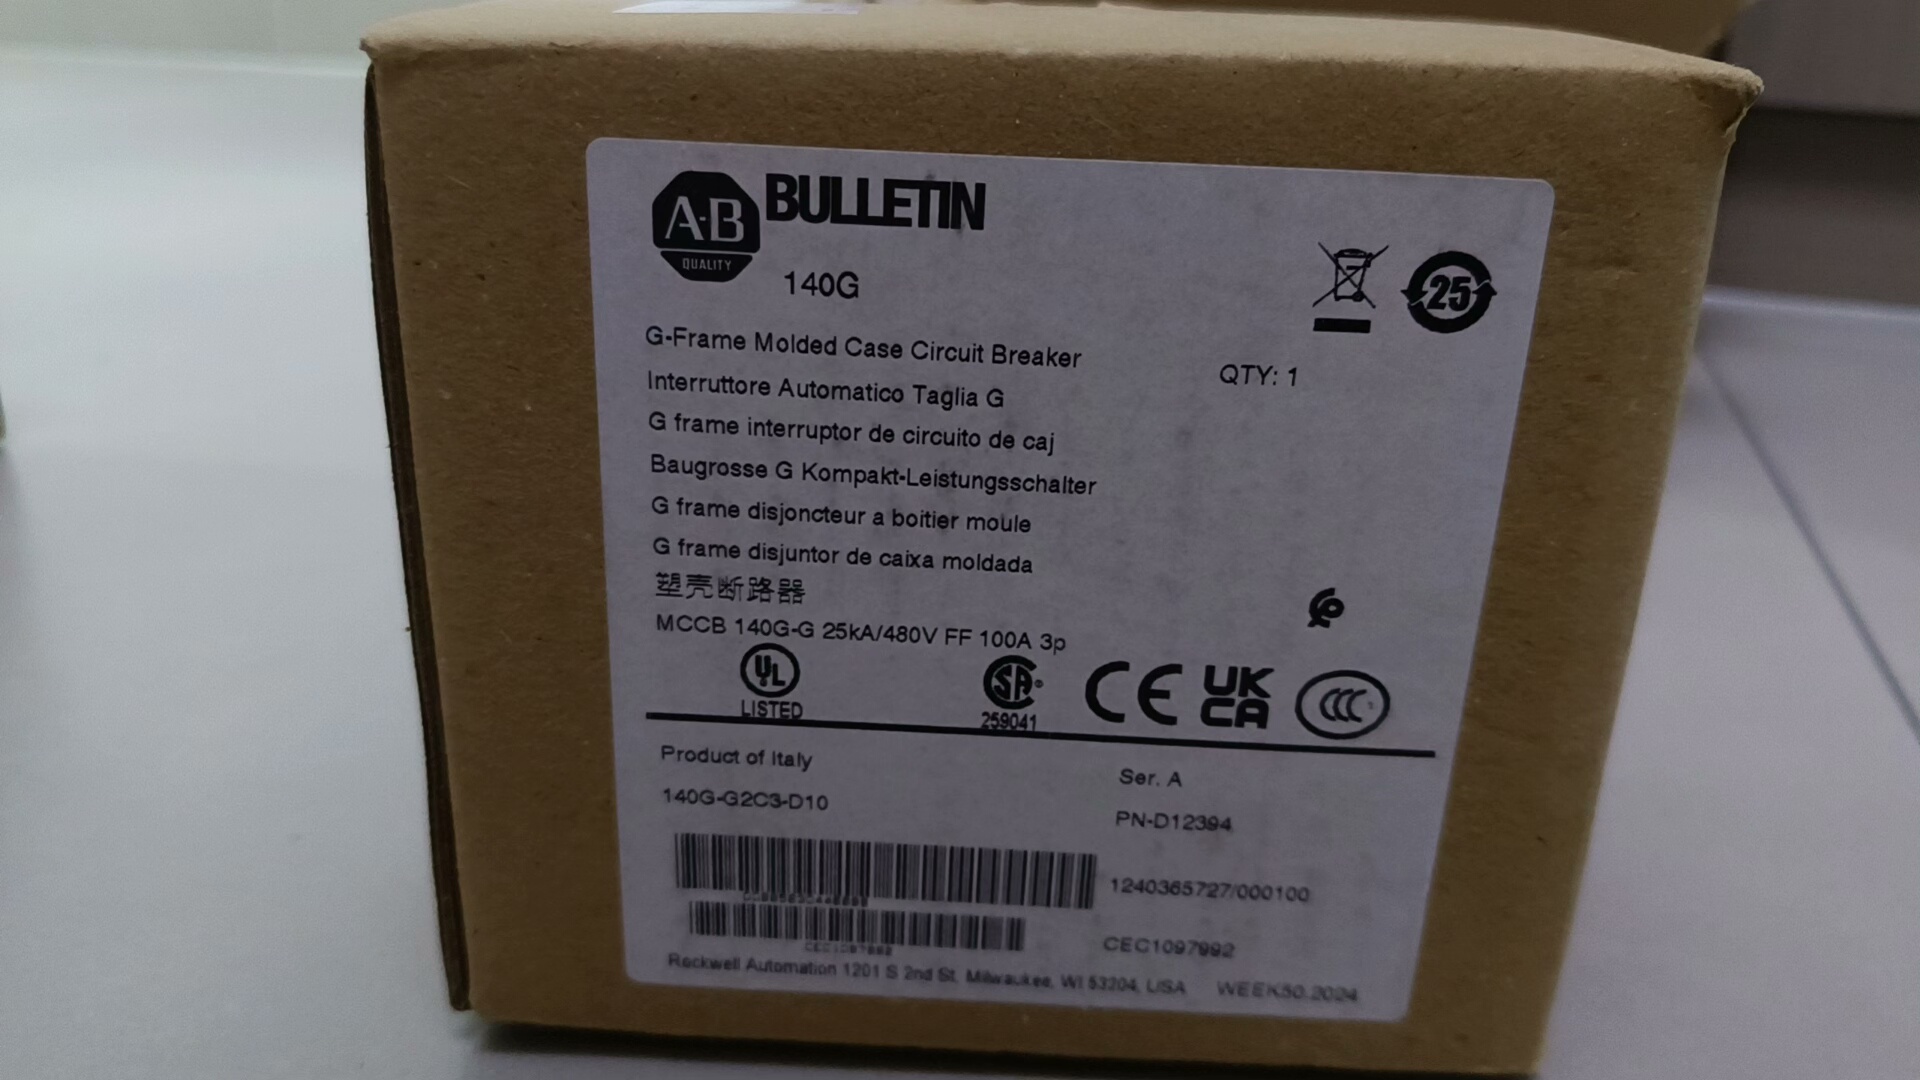 A-B
QUALITY
BULLETIN
140G
25
G-Frame Molded Case Circuit Breaker
QTY: 1
Interruttore Automatico Taglia G
G frame interruptor de circuito de caj
Baugrosse G Kompakt-Leistungsschalter
G frame disjoncteur a boitier moule
G frame disjuntor de caixa moldada
塑壳断路器
MCCB 140G-G 25kA/480V FF 100A 3p
UL
LISTED
SA
259041
CE
UK
CA
CCC
Product of Italy
Ser. A
140G-G2C3-D10
PN-D12394
1240365727/000100
CEC1097992
Rockwell Automation 1201 S 2nd St. Milwaukee, WI 53204, USA
WEEK50.2024